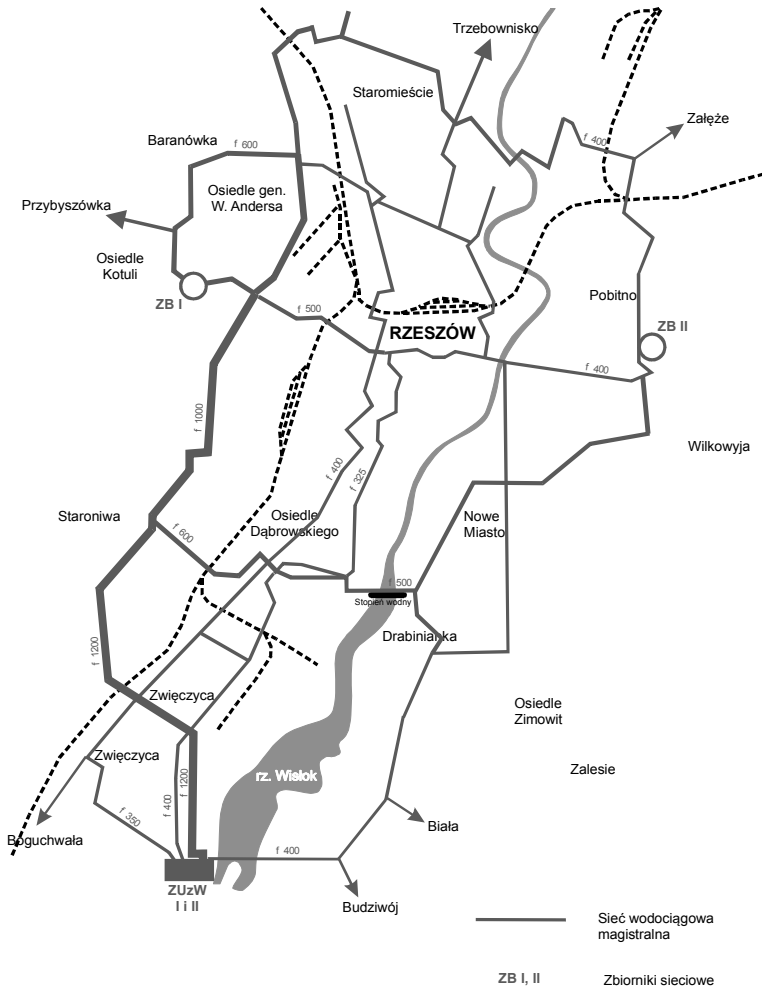 Trzebownisko
Staromieście
Załęże
f 400
Baranówka
f 600
Osiedle gen.
W. Andersa
Przybyszówka
Osiedle
Kotuli
ZB I
Pobitno
f 500
RZESZÓW
ZB II
f 400
f 1000
Wilkowyja
f 400
f 325
Staroniwa
f 600
Osiedle
Dąbrowskiego
Nowe
Miasto
f 500
Stopień wodny
Drabinianka
f 1200
Zwięczyca
Osiedle
Zimowit
Zwięczyca
rz. Wisłok
Zalesie
f 1200
f 400
f 350
Boguchwała
Biała
f 400
ZUzW
I i II
Budziwój
Sieć wodociągowa
magistralna
ZB I, II
Zbiorniki sieciowe